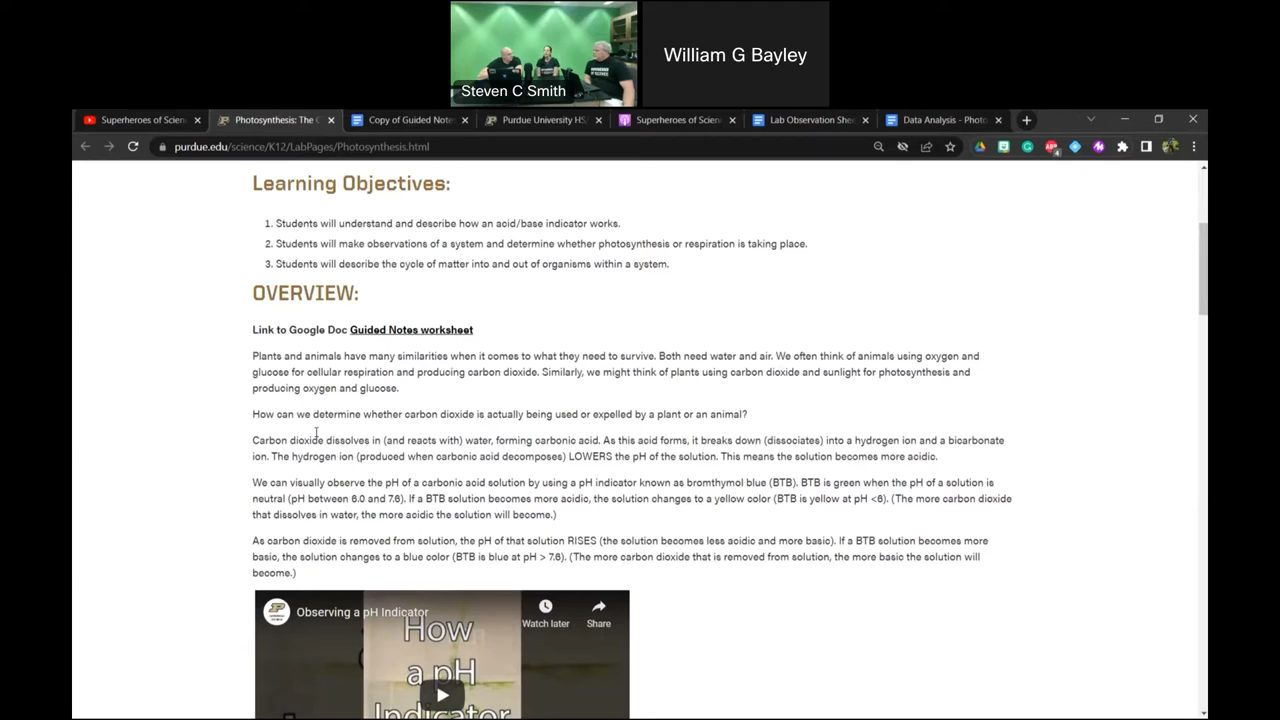 Steven C Smith
William G Bayley
Superheroes of Scien
Photosynthesis: The C
Copy of Guided Note
Purdue University HS
Superheroes of Scien
Lab Observation She
Data Analysis - Photo
purdue.edu/science/K12/LabPages/Photosynthesis.html
Learning Objectives:
1. Students will understand and describe how an acid/base indicator works.
2. Students will make observations of a system and determine whether photosynthesis or respiration is taking place.
3. Students will describe the cycle of matter into and out of organisms within a system.
OVERVIEW:
Link to Google Doc Guided Notes worksheet
Plants and animals have many similarities when it comes to what they need to survive. Both need water and air. We often think of animals using oxygen and
glucose for cellular respiration and producing carbon dioxide. Similarly, we might think of plants using carbon dioxide and sunlight for photosynthesis and
producing oxygen and glucose.
How can we determine whether carbon dioxide is actually being used or expelled by a plant or an animal?
Carbon dioxide dissolves in (and reacts with) water, forming carbonic acid. As this acid forms, it breaks down (dissociates) into a hydrogen ion and a bicarbonate
ion. The hydrogen ion (produced when carbonic acid decomposes) LOWERS the pH of the solution. This means the solution becomes more acidic.
We can visually observe the pH of a carbonic acid solution by using a pH indicator known as bromthymol blue (BTB). BTB is green when the pH of a solution is
neutral (pH between 6.0 and 7.6). If a BTB solution becomes more acidic, the solution changes to a yellow color (BTB is yellow at pH <6). (The more carbon dioxide
that dissolves in water, the more acidic the solution will become.)
As carbon dioxide is removed from solution, the pH of that solution RISES (the solution becomes less acidic and more basic). If a BTB solution becomes more
basic, the solution changes to a blue color (BTB is blue at pH > 7.6). (The more carbon dioxide that is removed from solution, the more basic the solution will
become.)
Observing a pH Indicator
Watch later
Share
How
a pH
Indicator